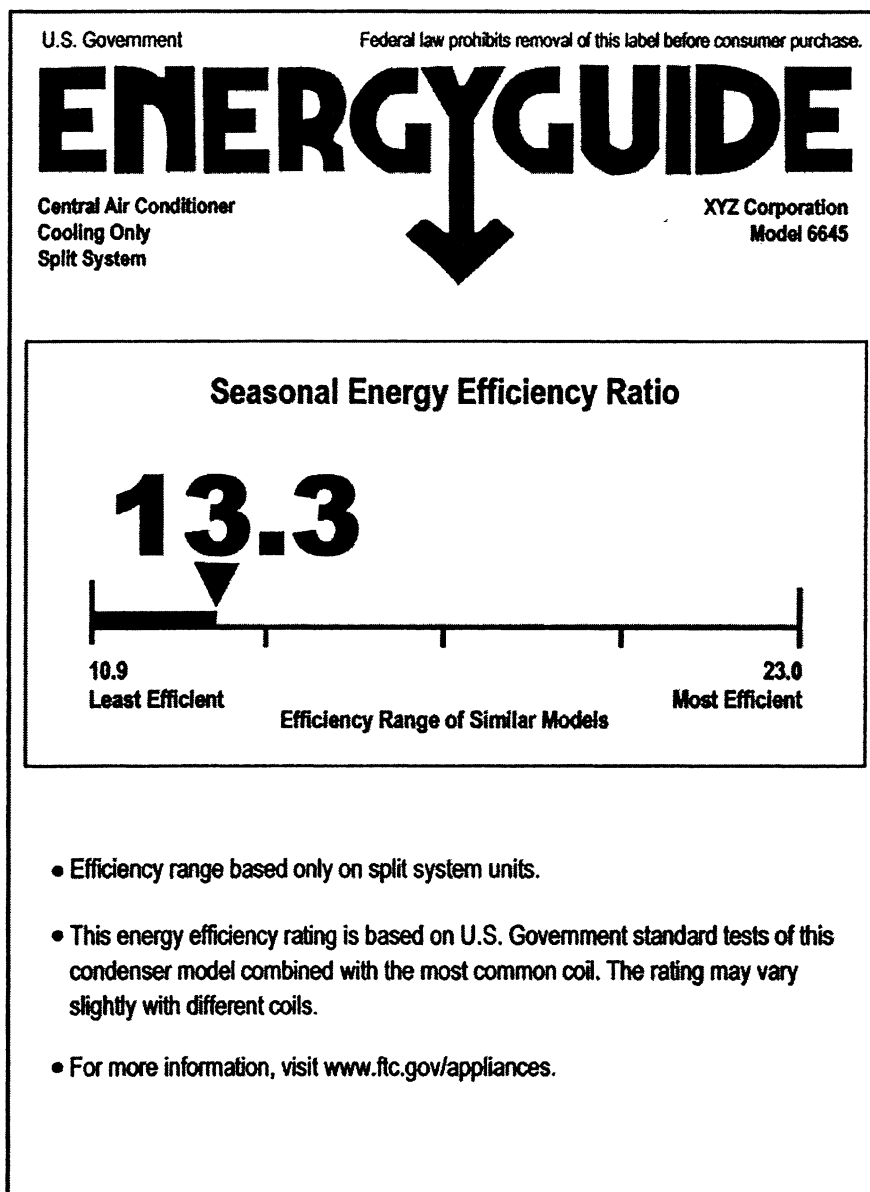 U.S. Government
Federal law prohibits removal of this label before consumer purchase.
ENERGYGUIDE
Central Air Conditioner
Cooling Only
Split System
XYZ Corporation
Model 6645
Seasonal Energy Efficiency Ratio
13.3
10.9
Least Efficient
23.0
Most Efficient
Efficiency Range of Similar Models
• Efficiency range based only on split system units.
• This energy efficiency rating is based on U.S. Government standard tests of this
condenser model combined with the most common coil. The rating may vary
slightly with different coils.
• For more information, visit www.ftc.gov/appliances.